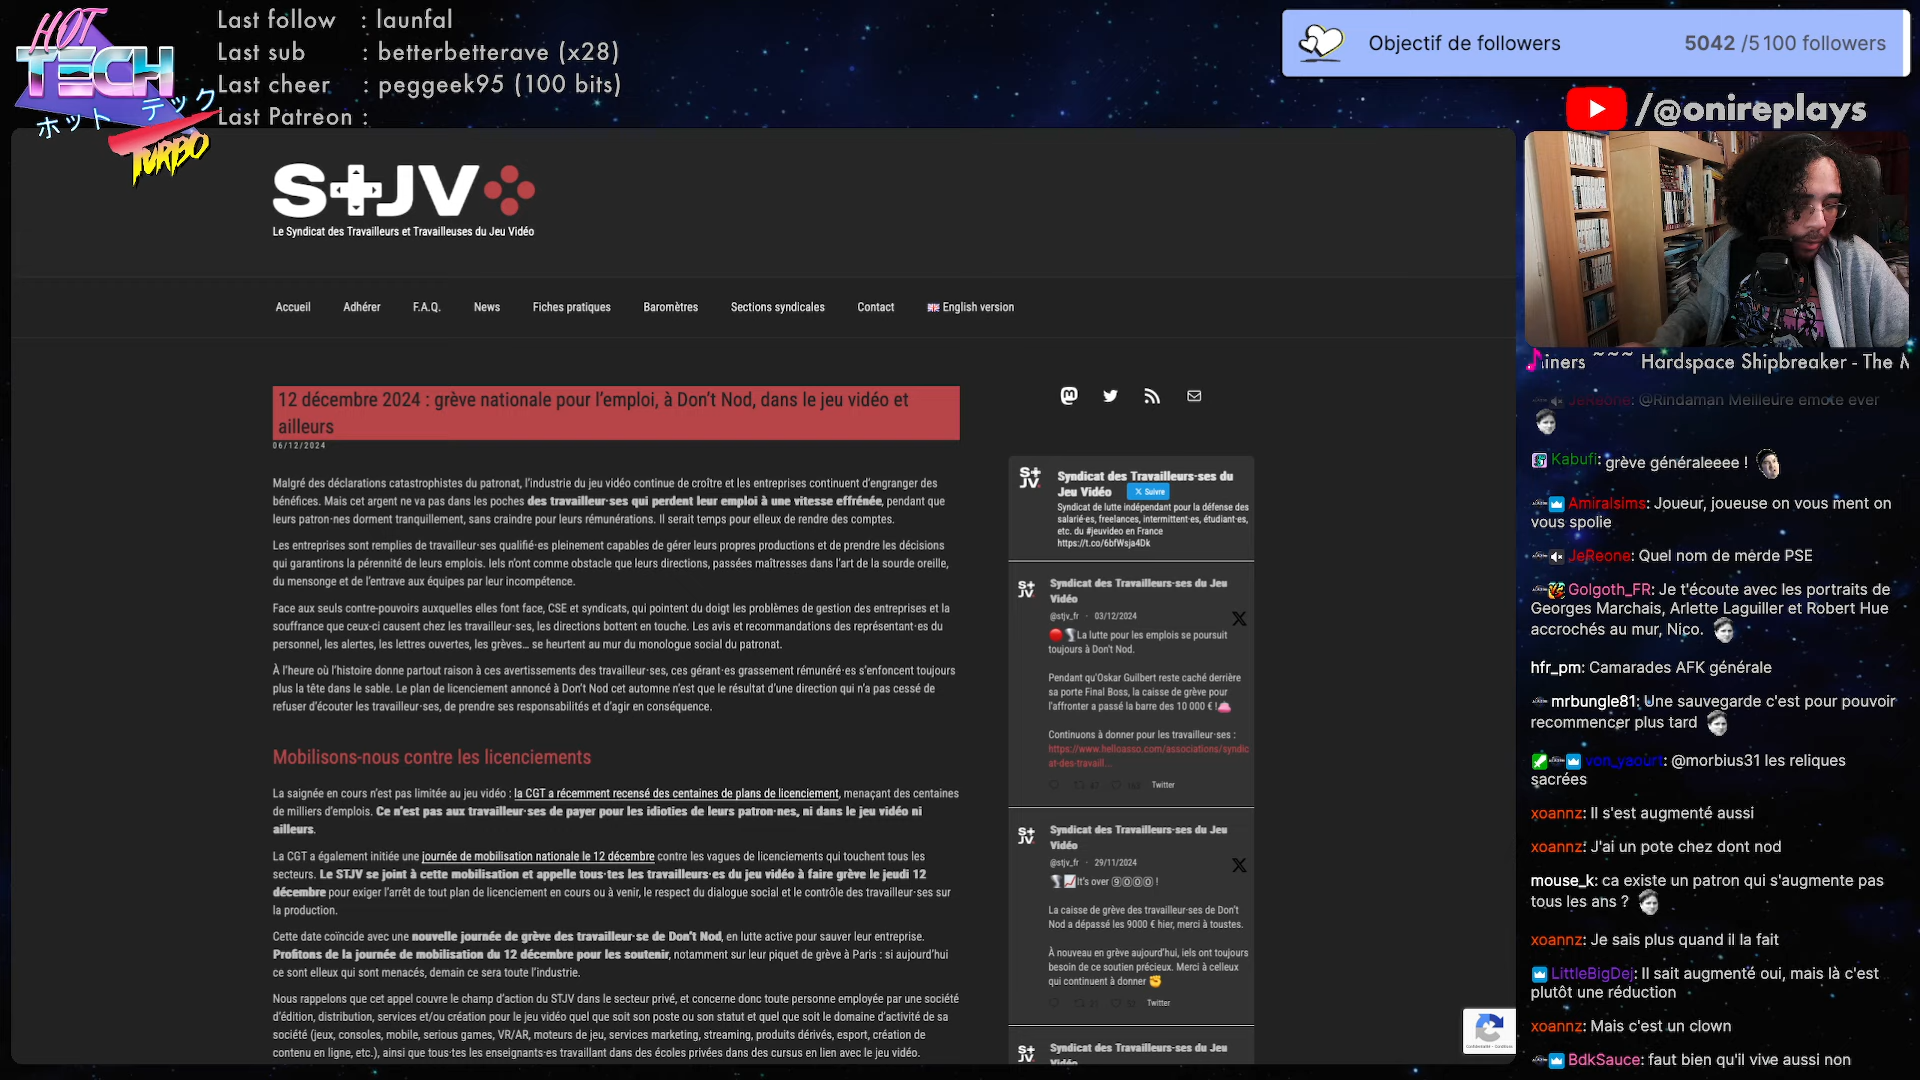 HOT
TECH
ホット テック
TURBO
Last follow : launfal
Last sub : betterbetterave (x28)
Last cheer : peggeek95 (100 bits)
Last Patreon :
Objectif de followers 5042 /5 100 followers
/@onireplays
STJV
Le Syndicat des Travailleurs et Travailleuses du Jeu Vidéo
Accueil Adhérer F.A.Q. News Fiches pratiques Baromètres Sections syndicales Contact English version
12 décembre 2024 : grève nationale pour l’emploi, à Don’t Nod, dans le jeu vidéo et
ailleurs
06/12/2024
Malgré des déclarations catastrophistes du patronat, l’industrie du jeu vidéo continue de croître et les entreprises continuent d’engranger des
bénéfices. Mais cet argent ne va pas dans les poches des travailleur·ses qui perdent leur emploi à une vitesse effrénée, pendant que
leurs patron·nes dorment tranquillement, sans craindre pour leurs rémunérations. Il serait temps pour elleux de rendre des comptes.
Les entreprises sont remplies de travailleur·ses qualifié·es pleinement capables de gérer leurs propres productions et de prendre les décisions
qui garantirons la pérennité de leurs emplois. Iels n’ont comme obstacle que leurs directions, passées maîtresses dans l’art de la sourde oreille,
du mensonge et de l’entrave aux équipes par leur incompétence.
Face aux seuls contre-pouvoirs auxquelles elles font face, CSE et syndicats, qui pointent du doigt les problèmes de gestion des entreprises et la
souffrance que ceux-ci causent chez les travailleur·ses, les directions bottent en touche. Les avis et recommandations des représentant·es du
personnel, les alertes, les lettres ouvertes, les grèves… se heurtent au mur du monologue social du patronat.
À l’heure où l’histoire donne partout raison à ces avertissements des travailleur·ses, ces gérant·es grassement rémunéré·es s’enfoncent toujours
plus la tête dans le sable. Le plan de licenciement annoncé à Don’t Nod cet automne n’est que le résultat d’une direction qui n’a pas cessé de
refuser d’écouter les travailleur·ses, de prendre ses responsabilités et d’agir en conséquence.
Mobilisons-nous contre les licenciements
La saignée en cours n’est pas limitée au jeu vidéo : la CGT a récemment recensé des centaines de plans de licenciement, menaçant des centaines
de milliers d’emplois. Ce n’est pas aux travailleur·ses de payer pour les idioties de leurs patron·nes, ni dans le jeu vidéo ni
ailleurs.
La CGT a également initiée une journée de mobilisation nationale le 12 décembre contre les vagues de licenciements qui touchent tous les
secteurs. Le STJV se joint à cette mobilisation et appelle tous·tes les travailleurs·es du jeu vidéo à faire grève le jeudi 12
décembre pour exiger l’arrêt de tout plan de licenciement en cours ou à venir, le respect du dialogue social et le contrôle des travailleur·ses sur
la production.
Cette date coïncide avec une nouvelle journée de grève des travailleur·se de Don’t Nod, en lutte active pour sauver leur entreprise.
Profitons de la journée de mobilisation du 12 décembre pour les soutenir, notamment sur leur piquet de grève à Paris : si aujourd’hui
ce sont elleux qui sont menacés, demain ce sera toute l’industrie.
Nous rappelons que cet appel couvre le champ d’action du STJV dans le secteur privé, et concerne donc toute personne employée par une société
d’édition, distribution, services et/ou création pour le jeu vidéo quel que soit son poste ou son statut et quel que soit le domaine d’activité de sa
société (jeux, consoles, mobile, serious games, VR/AR, moteurs de jeu, services marketing, streaming, produits dérivés, esport, création de
contenu en ligne, etc.), ainsi que tous·tes les enseignants·es travaillant dans des écoles privées dans des cursus en lien avec le jeu vidéo.
Syndicat des Travailleurs·ses du
Jeu Vidéo Suivre
Syndicat de lutte indépendant pour la défense des
salarié·es, freelances, intermittent·es, étudiant·es,
etc. du #jeuvideo en France
https://t.co/6bfWsja4Dk
Syndicat des Travailleurs·ses du Jeu
Vidéo
@stjv_fr · 03/12/2024
La lutte pour les emplois se poursuit
toujours à Don't Nod.
Pendant qu'Oskar Guilbert reste caché derrière
sa porte Final Boss, la caisse de grève pour
l'affronter a passé la barre des 10 000 € !
Continuons à donner pour les travailleur·ses :
https://www.helloasso.com/associations/syndic
at-des-travaill...
Twitter
Syndicat des Travailleurs·ses du Jeu
Vidéo
@stjv_fr · 29/11/2024
It's over ⑨⓪⓪⓪ !
La caisse de grève des travailleur·ses de Don't
Nod a dépassé les 9000 € hier, merci à toustes.
À nouveau en grève aujourd'hui, iels ont toujours
besoin de ce soutien précieux. Merci à celleux
qui continuent à donner
Twitter
Syndicat des Travailleurs·ses du Jeu
Vidéo
iners ~~~ Hardspace Shipbreaker - The M
JeReone: @Rindaman Meilleure emote ever
Kabufi: grève généraleeee !
Amiralsims: Joueur, joueuse on vous ment on
vous spolie
JeReone: Quel nom de merde PSE
Golgoth_FR: Je t'écoute avec les portraits de
Georges Marchais, Arlette Laguiller et Robert Hue
accrochés au mur, Nico.
hfr_pm: Camarades AFK générale
mrbungle81: Une sauvegarde c'est pour pouvoir
recommencer plus tard
von_yaourt: @morbius31 les reliques
sacrées
xoannz: Il s'est augmenté aussi
xoannz: J'ai un pote chez dont nod
mouse_k: ca existe un patron qui s'augmente pas
tous les ans ?
xoannz: Je sais plus quand il la fait
LittleBigDej: Il sait augmenté oui, mais là c'est
plutôt une réduction
xoannz: Mais c'est un clown
BdkSauce: faut bien qu'il vive aussi non